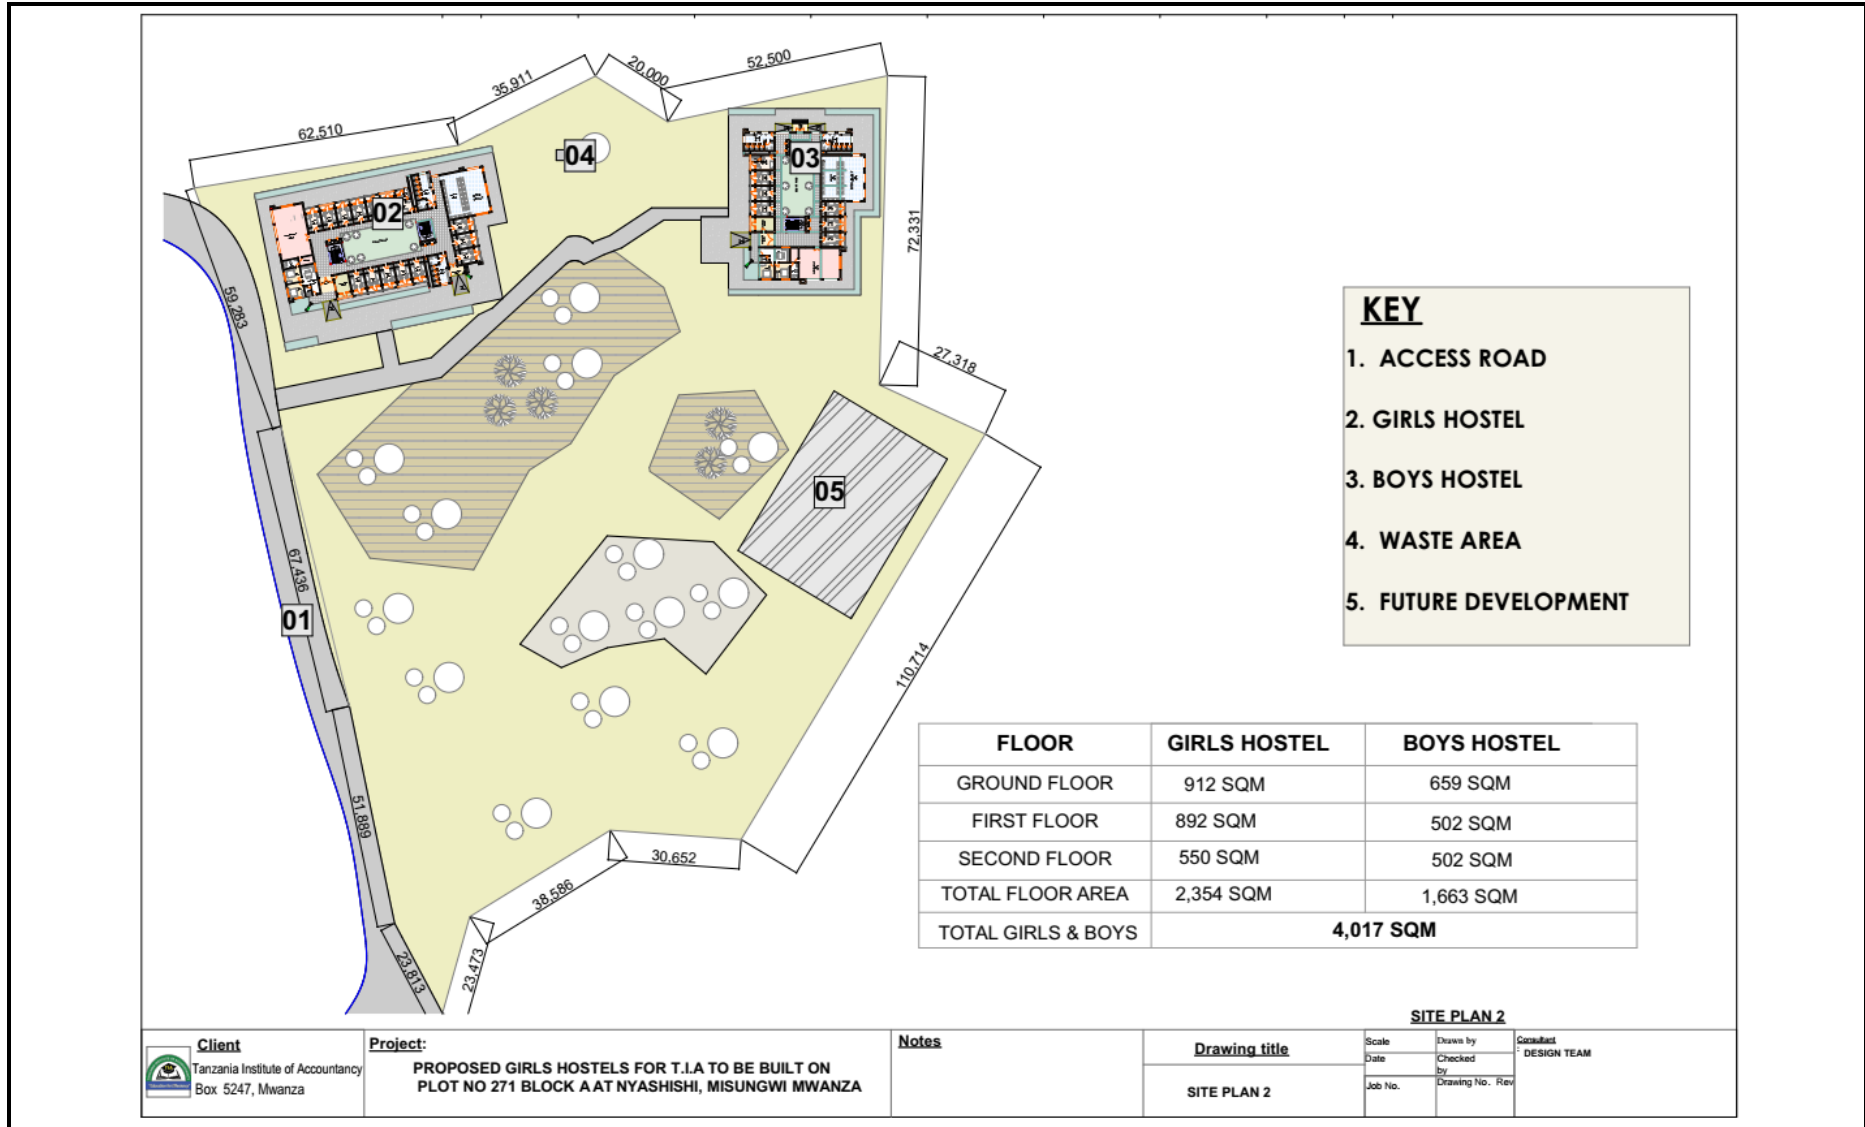 62,510
35,911
20,000
52,500
72,331
27,318
110,714
30,652
38,586
23,473
23,813
51,889
67,436
59,283
01
02
03
04
05
KEY
1. ACCESS ROAD
2. GIRLS HOSTEL
3. BOYS HOSTEL
4. WASTE AREA
5. FUTURE DEVELOPMENT
FLOOR GIRLS HOSTEL BOYS HOSTEL
GROUND FLOOR 912 SQM 659 SQM
FIRST FLOOR 892 SQM 502 SQM
SECOND FLOOR 550 SQM 502 SQM
TOTAL FLOOR AREA 2,354 SQM 1,663 SQM
TOTAL GIRLS & BOYS 4,017 SQM
SITE PLAN 2
Client
Tanzania Institute of Accountancy
Box 5247, Mwanza
Project:
PROPOSED GIRLS HOSTELS FOR T.I.A TO BE BUILT ON
PLOT NO 271 BLOCK A AT NYASHISHI, MISUNGWI MWANZA
Notes
Drawing title
SITE PLAN 2
Scale
Date
Job No.
Drawn by
Checked
by
Drawing No. Rev
Consultant
: DESIGN TEAM